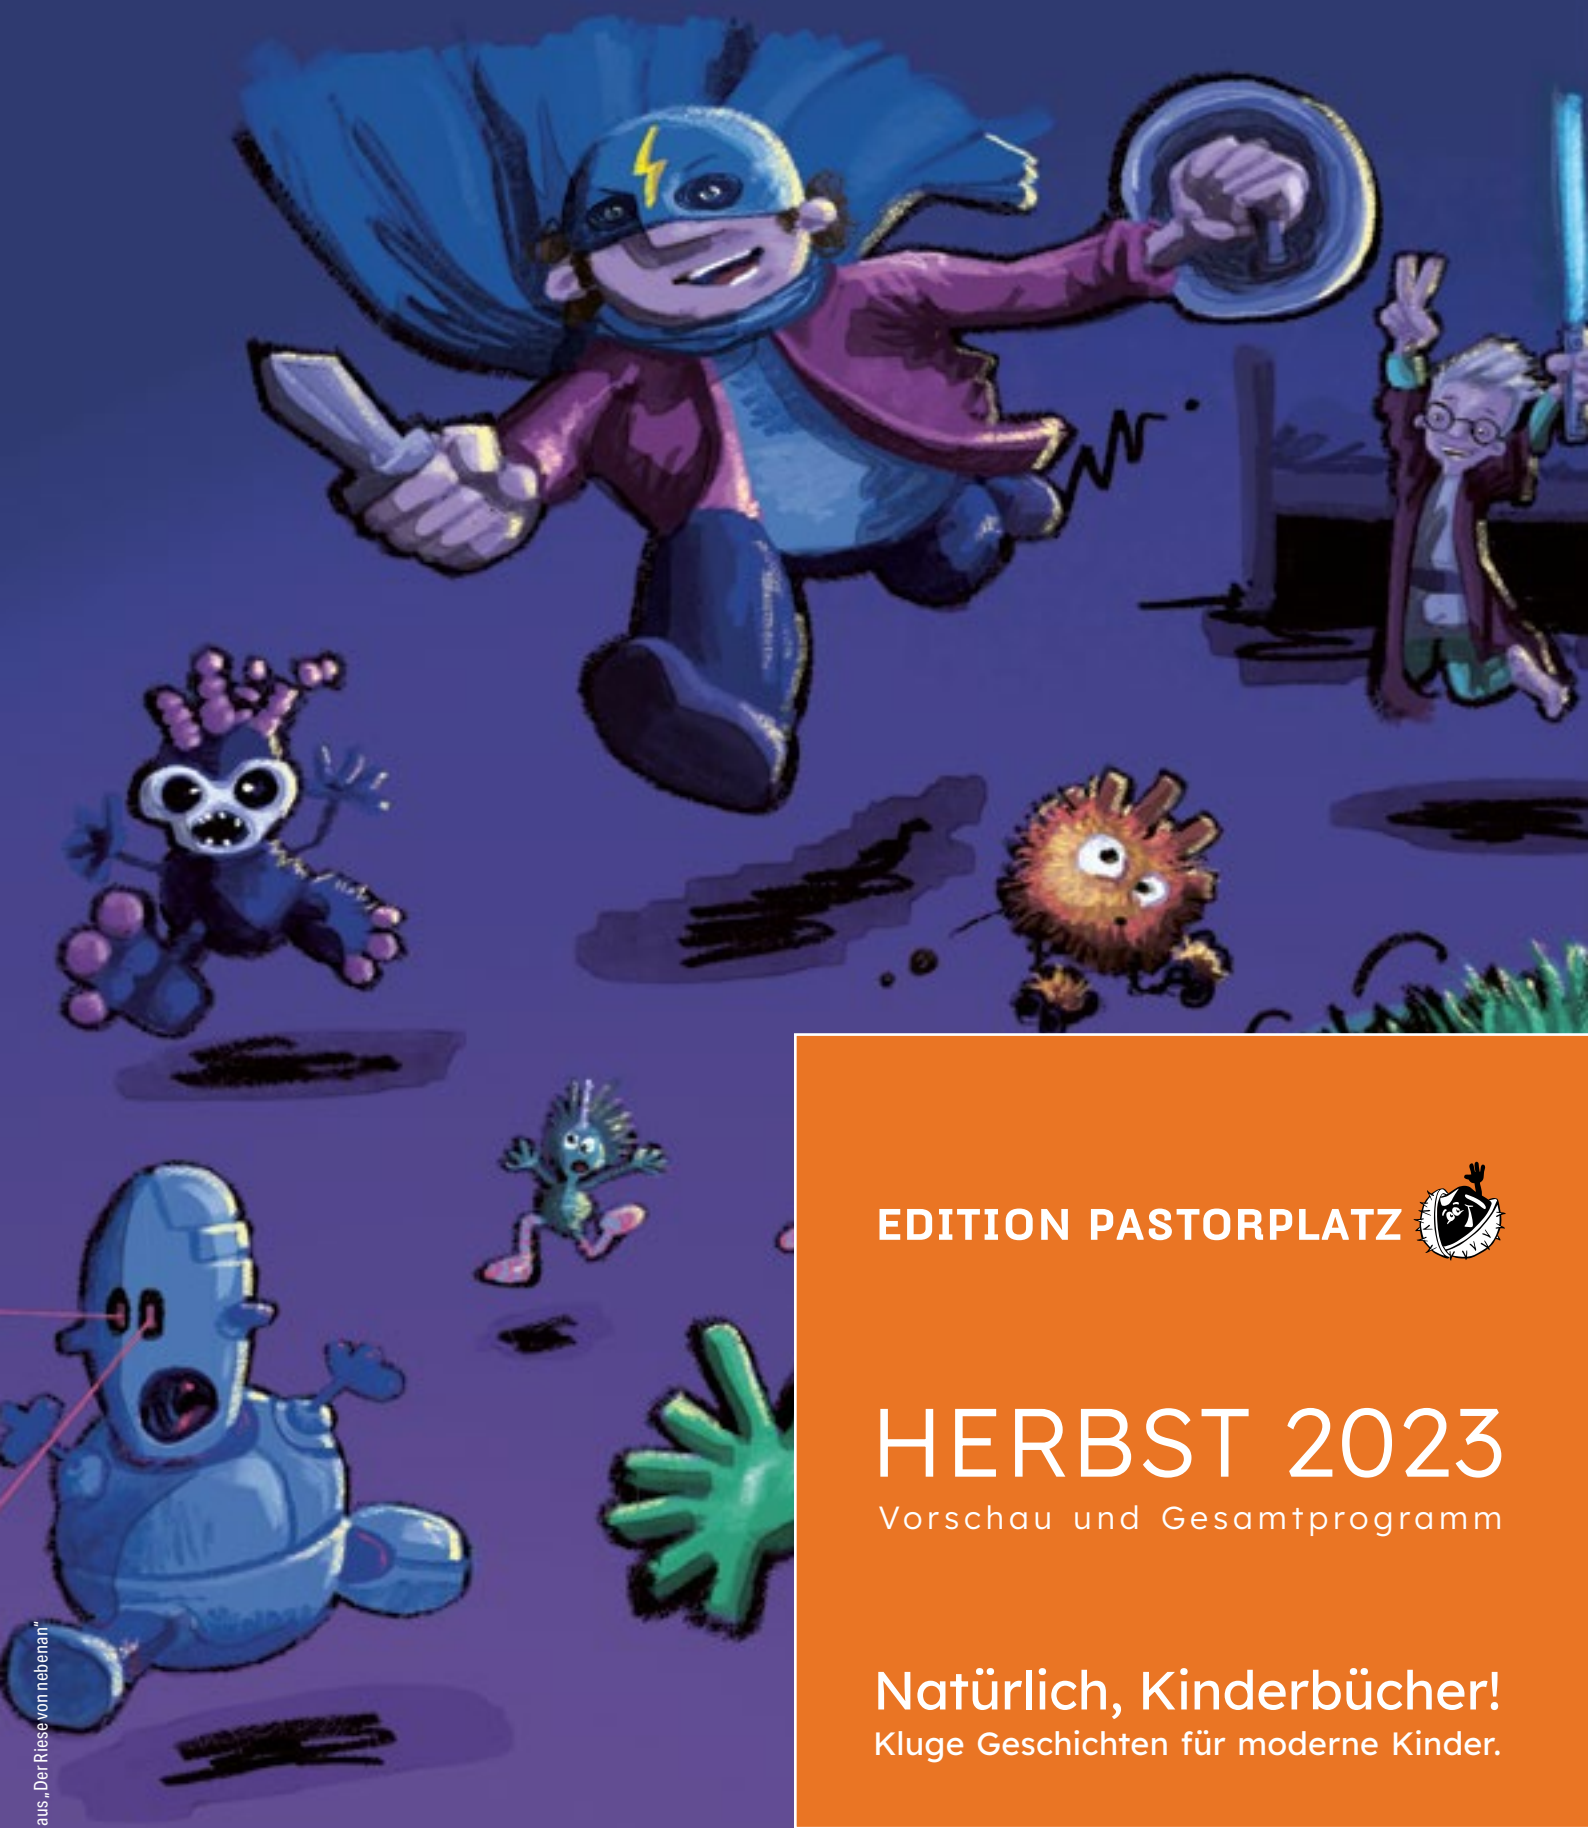 EDITION PASTORPLATZ
HERBST 2023
Vorschau und Gesamtprogramm
Natürlich, Kinderbücher!
Kluge Geschichten für moderne Kinder.
aus „Der Riese von nebenan“